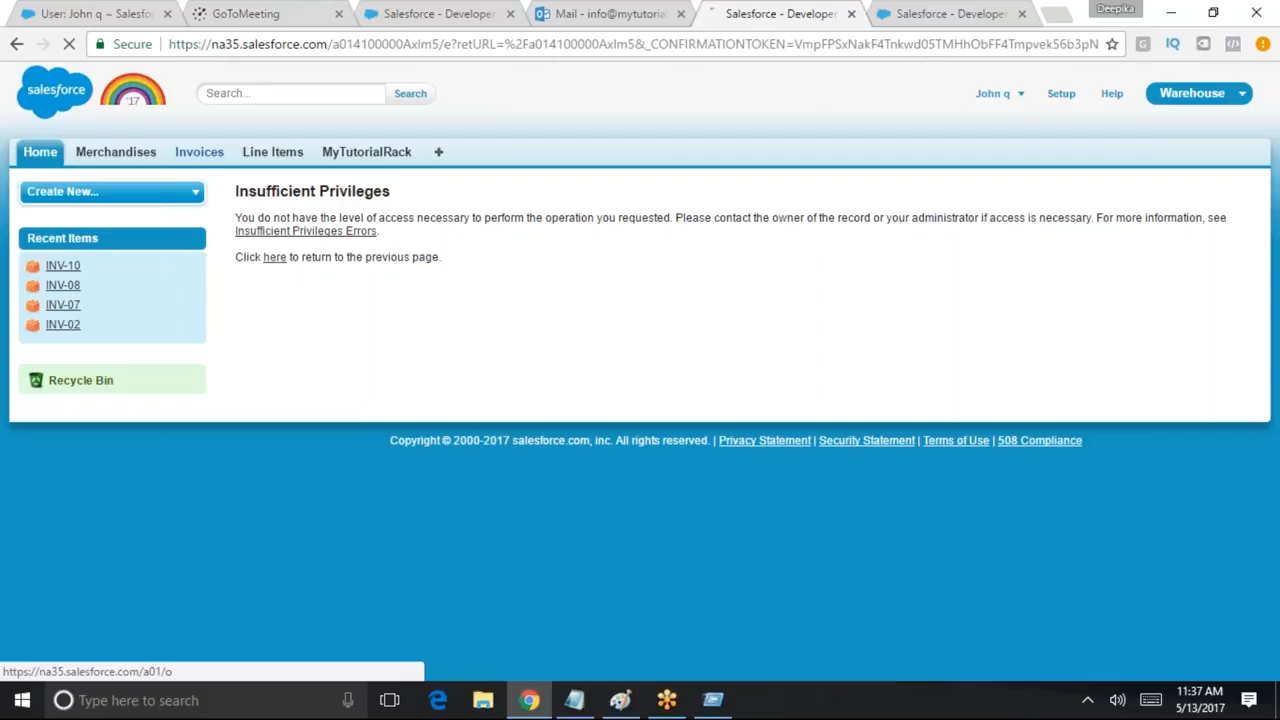 User: John q ~ Salesfo
GoToMeeting
Salesforce - Develope
Mail - info@mytutorial
Salesforce - Developer
Salesforce - Develope
Deepika
Secure
https://na35.salesforce.com/a014100000Axlm5/e?retURL=%2Fa014100000Axlm5&_CONFIRMATIONTOKEN=VmpFPSxNakF4Tnkwd05TMHhObFF4Tmpvek56b3pN
G
IQ
salesforce
'17
Search...
Search
John q
Setup
Help
Warehouse
Home
Merchandises
Invoices
Line Items
MyTutorialRack
+
Create New...
Recent Items
INV-10
INV-08
INV-07
INV-02
Recycle Bin
Insufficient Privileges
You do not have the level of access necessary to perform the operation you requested. Please contact the owner of the record or your administrator if access is necessary. For more information, see
Insufficient Privileges Errors.
Click here to return to the previous page.
Copyright © 2000-2017 salesforce.com, inc. All rights reserved. | Privacy Statement | Security Statement | Terms of Use | 508 Compliance
https://na35.salesforce.com/a01/o
Type here to search
11:37 AM
5/13/2017